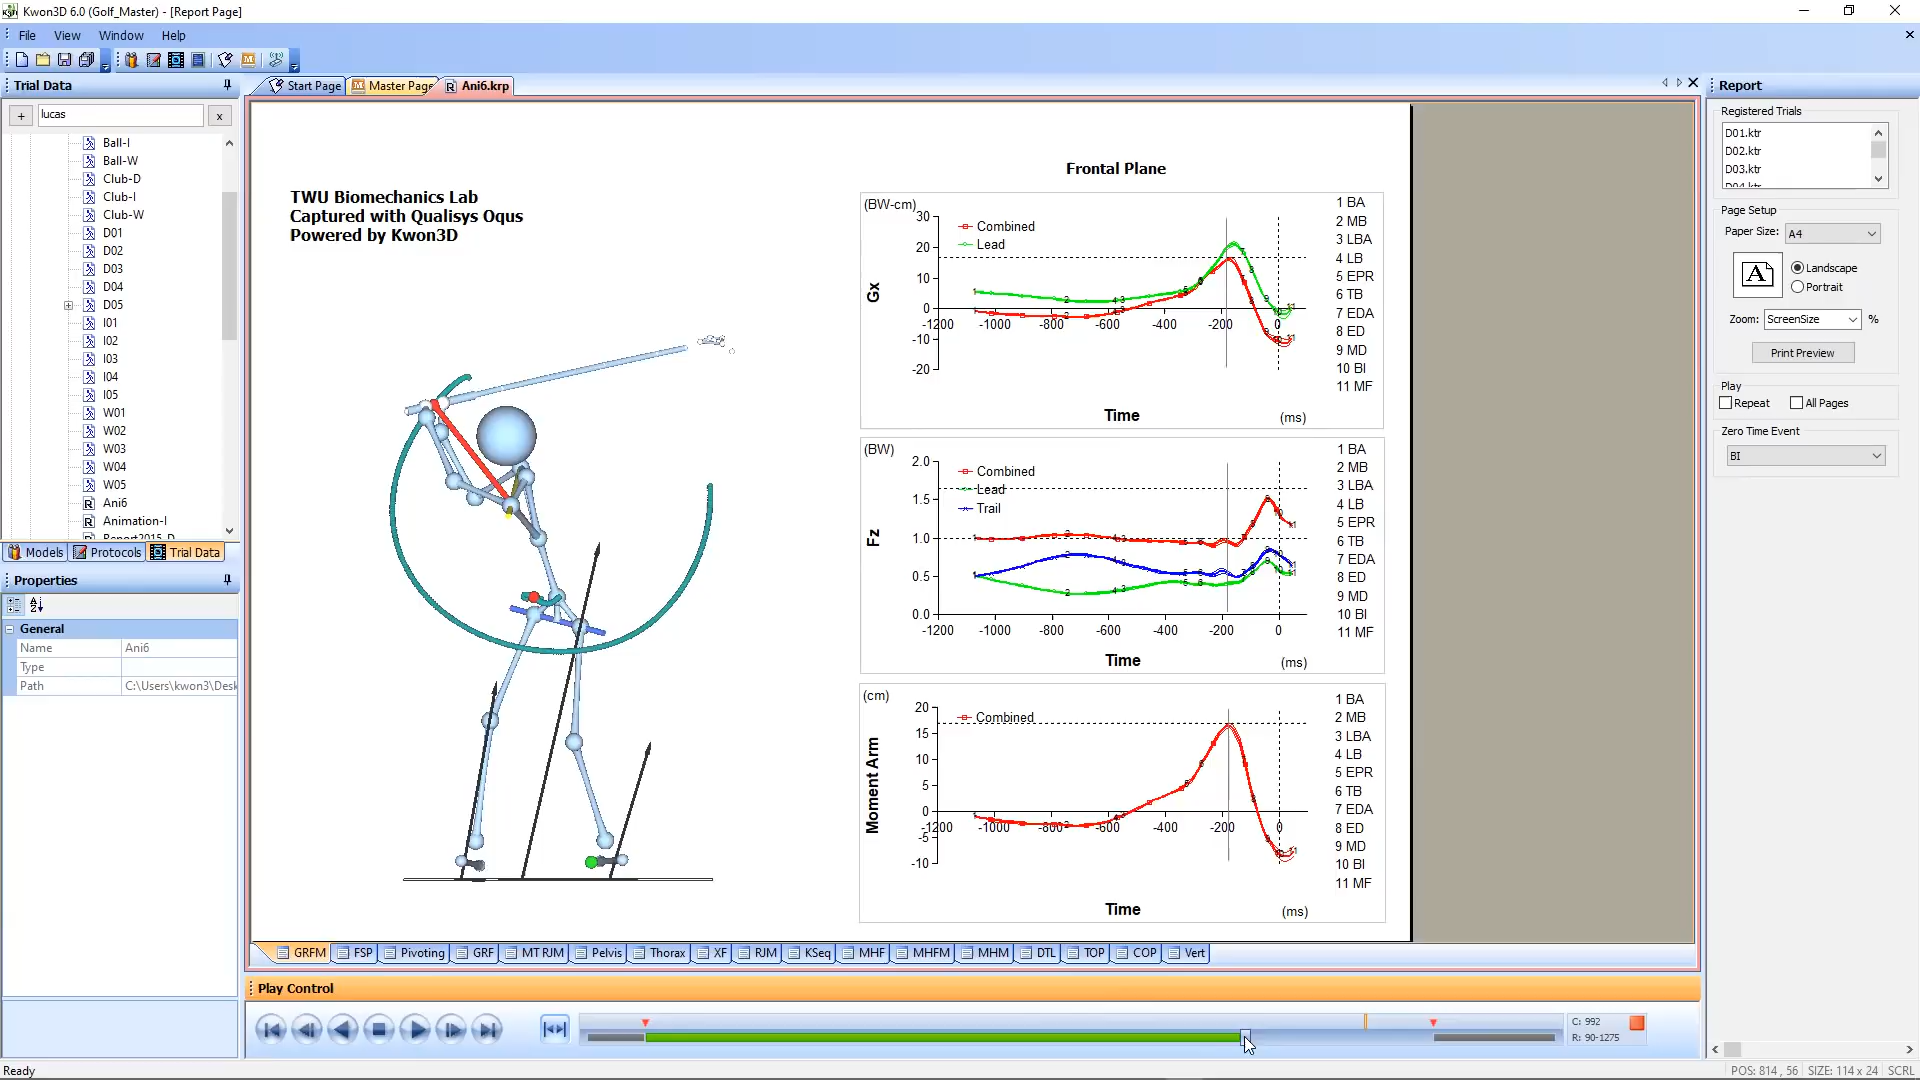 Kwon3D 6.0 (Golf_Master) - [Report Page]
File View Window Help
Trial Data
+ lucas x
Ball-I
Ball-W
Club-D
Club-I
Club-W
D01
D02
D03
D04
D05
I01
I02
I03
I04
I05
W01
W02
W03
W04
W05
Ani6
Animation-I
Models Protocols Trial Data
Properties
General
Name Ani6
Type
Path C:\Users\kwon3\Desk
Start Page Master Page Ani6.krp
TWU Biomechanics Lab
Captured with Qualisys Oqus
Powered by Kwon3D
Frontal Plane
(BW-cm)
Gx
30
20
10
0
-10
-20
Combined
Lead
-1200 -1000 -800 -600 -400 -200 0
Time (ms)
1 BA
2 MB
3 LBA
4 LB
5 EPR
6 TB
7 EDA
8 ED
9 MD
10 BI
11 MF
(BW)
Fz
2.0
1.5
1.0
0.5
0.0
Combined
Lead
Trail
-1200 -1000 -800 -600 -400 -200 0
Time (ms)
1 BA
2 MB
3 LBA
4 LB
5 EPR
6 TB
7 EDA
8 ED
9 MD
10 BI
11 MF
(cm)
Moment Arm
20
15
10
5
0
-5
-10
Combined
-1200 -1000 -800 -600 -400 -200 0
Time (ms)
1 BA
2 MB
3 LBA
4 LB
5 EPR
6 TB
7 EDA
8 ED
9 MD
10 BI
11 MF
GRFM FSP Pivoting GRF MT RJM Pelvis Thorax XF RJM KSeq MHF MHFM MHM DTL TOP COP Vert
Play Control
C: 992
R: 90-1275
Report
Registered Trials
D01.ktr
D02.ktr
D03.ktr
Page Setup
Paper Size: A4
A
Landscape
Portrait
Zoom: ScreenSize %
Print Preview
Play
Repeat All Pages
Zero Time Event
BI
Ready
POS: 814 , 56 SIZE: 114 x 24 SCRL